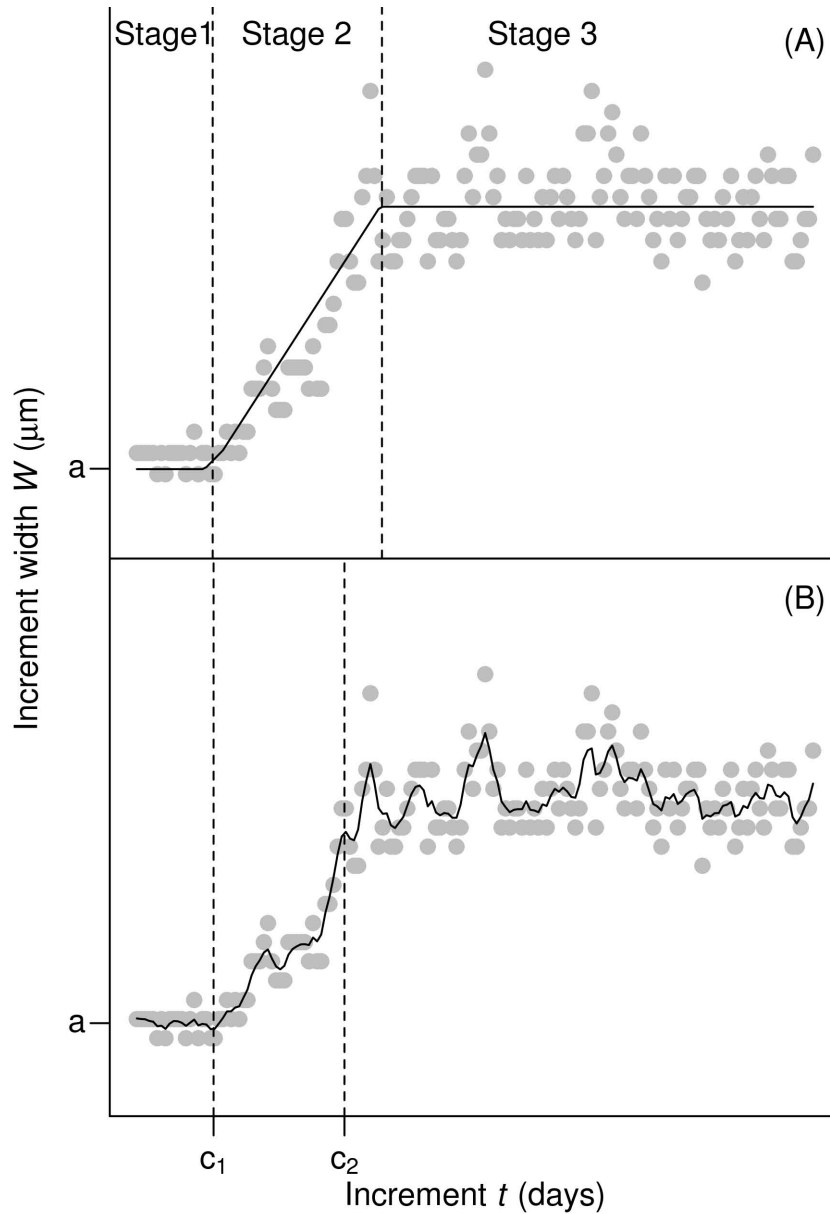 Stage1 Stage 2 Stage 3 (A)
a
Increment width W (μm)
(B)
a
c₁ c₂
Increment t (days)